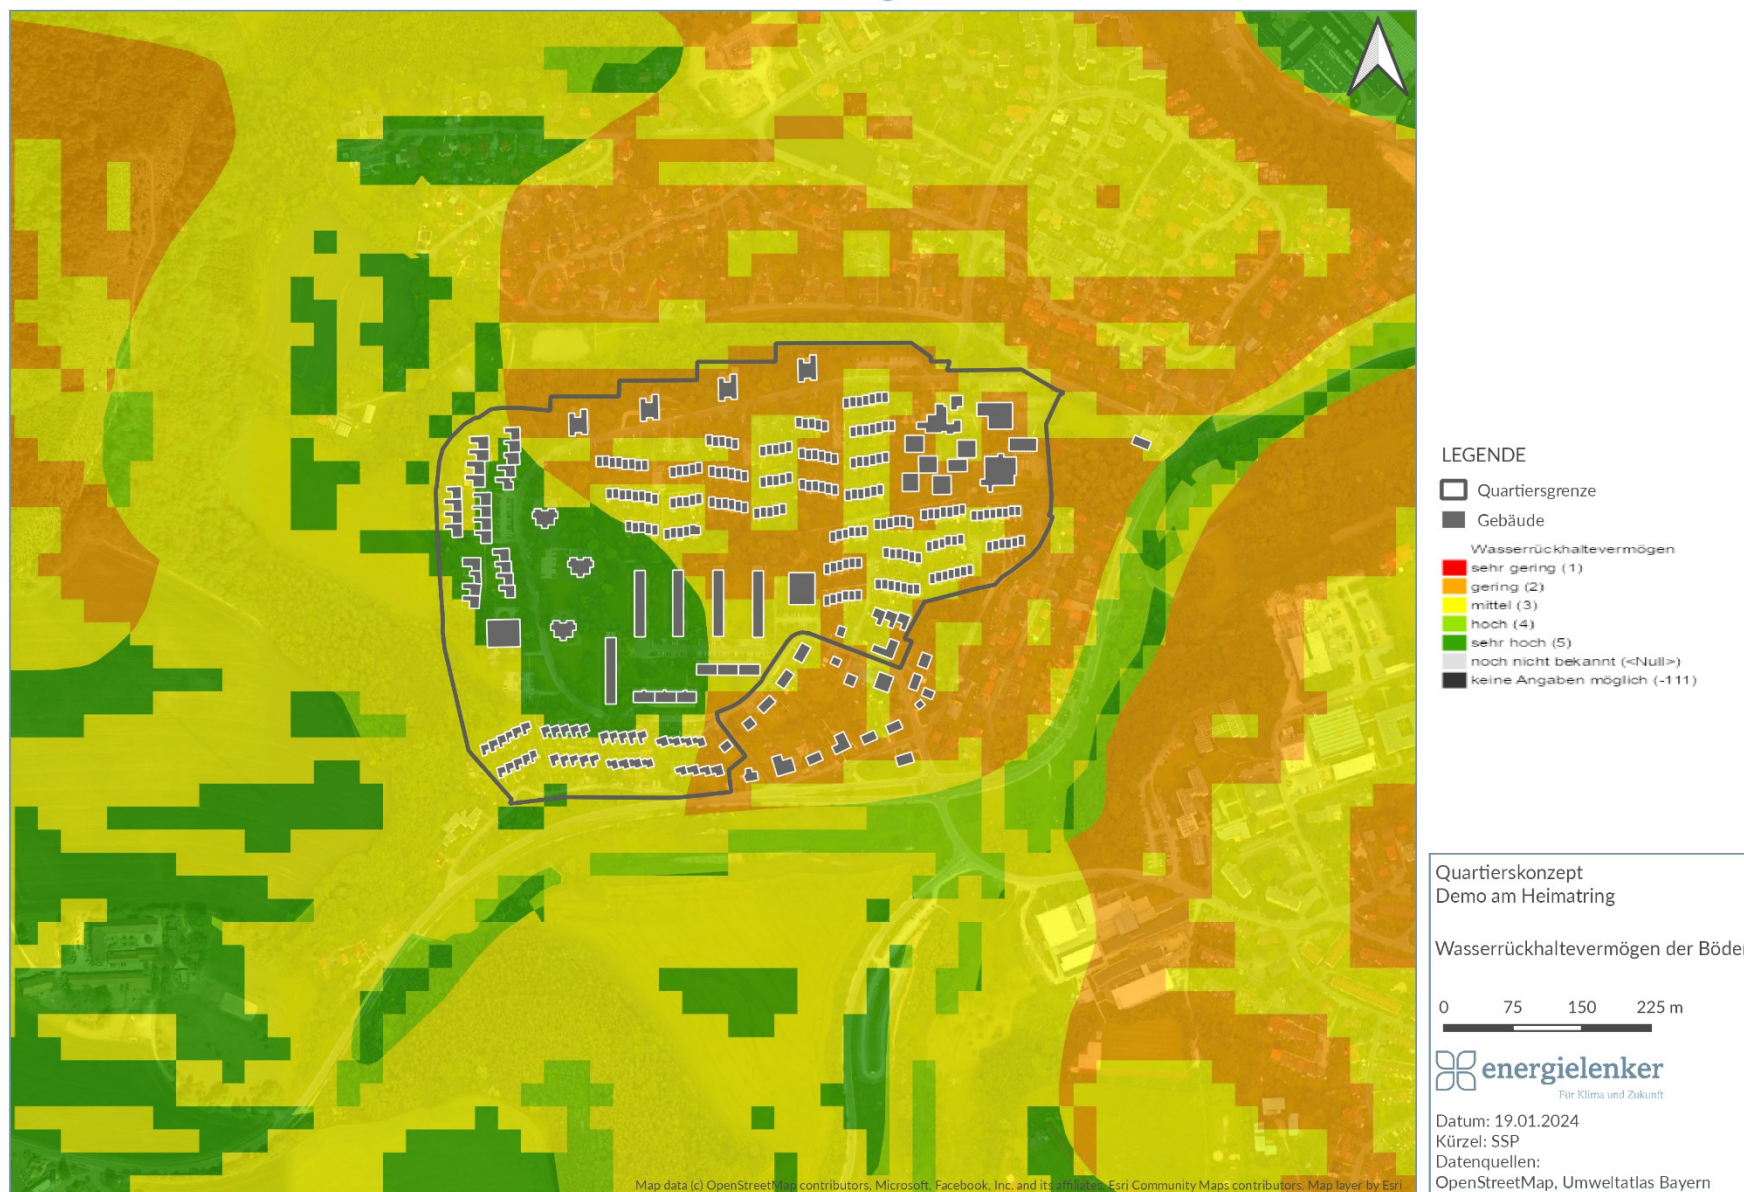 LEGENDE
Quartiersgrenze
Gebäude
Wasserrückhaltevermögen
sehr gering (1)
gering (2)
mittel (3)
hoch (4)
sehr hoch (5)
noch nicht bekannt (<Null>)
keine Angaben möglich (-111)
Quartierskonzept
Demo am Heimatring
Wasserrückhaltevermögen der Böde
0 75 150 225 m
energielenker
Für Klima und Zukunft
Datum: 19.01.2024
Kürzel: SSP
Datenquellen:
OpenStreetMap, Umweltatlas Bayern
Map data (c) OpenStreetMap contributors, Microsoft, Facebook, Inc. and its affiliates, Esri Community Maps contributors, Map layer by Esri